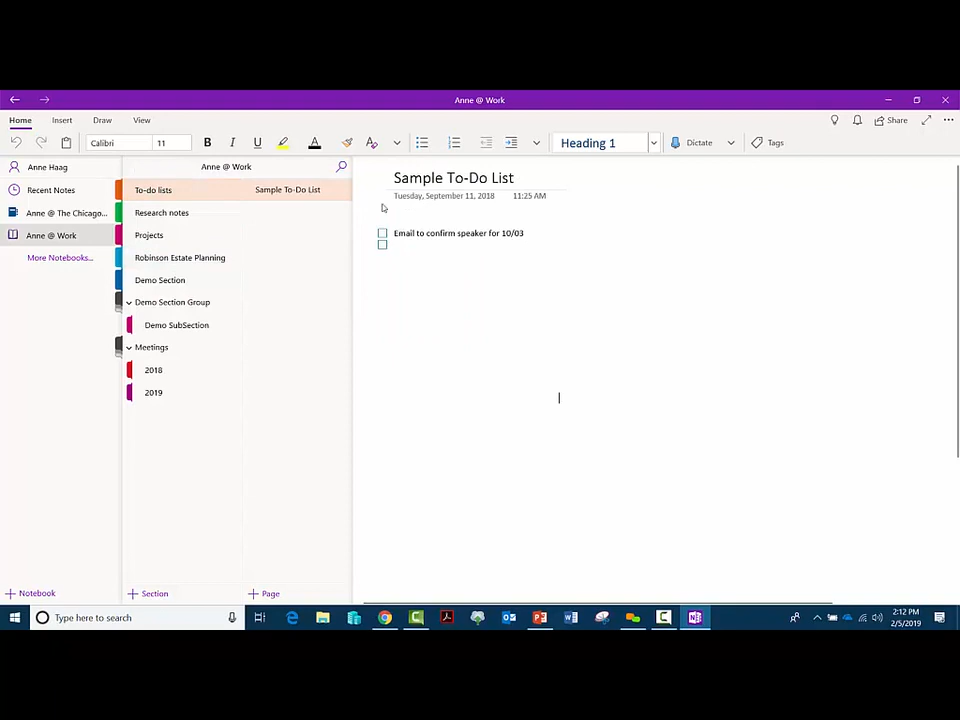 Anne @ Work
Home Insert Draw View
Share
Calibri 11 B I U A Heading 1 Dictate Tags
Anne Haag
Recent Notes
Anne @ The Chicago...
Anne @ Work
More Notebooks...
Anne @ Work
To-do lists
Research notes
Projects
Robinson Estate Planning
Demo Section
Demo Section Group
Demo SubSection
Meetings
2018
2019
Sample To-Do List
Sample To-Do List
Tuesday, September 11, 2018 11:25 AM
Email to confirm speaker for 10/03
+ Notebook
+ Section
+ Page
Type here to search
2:12 PM
2/5/2019